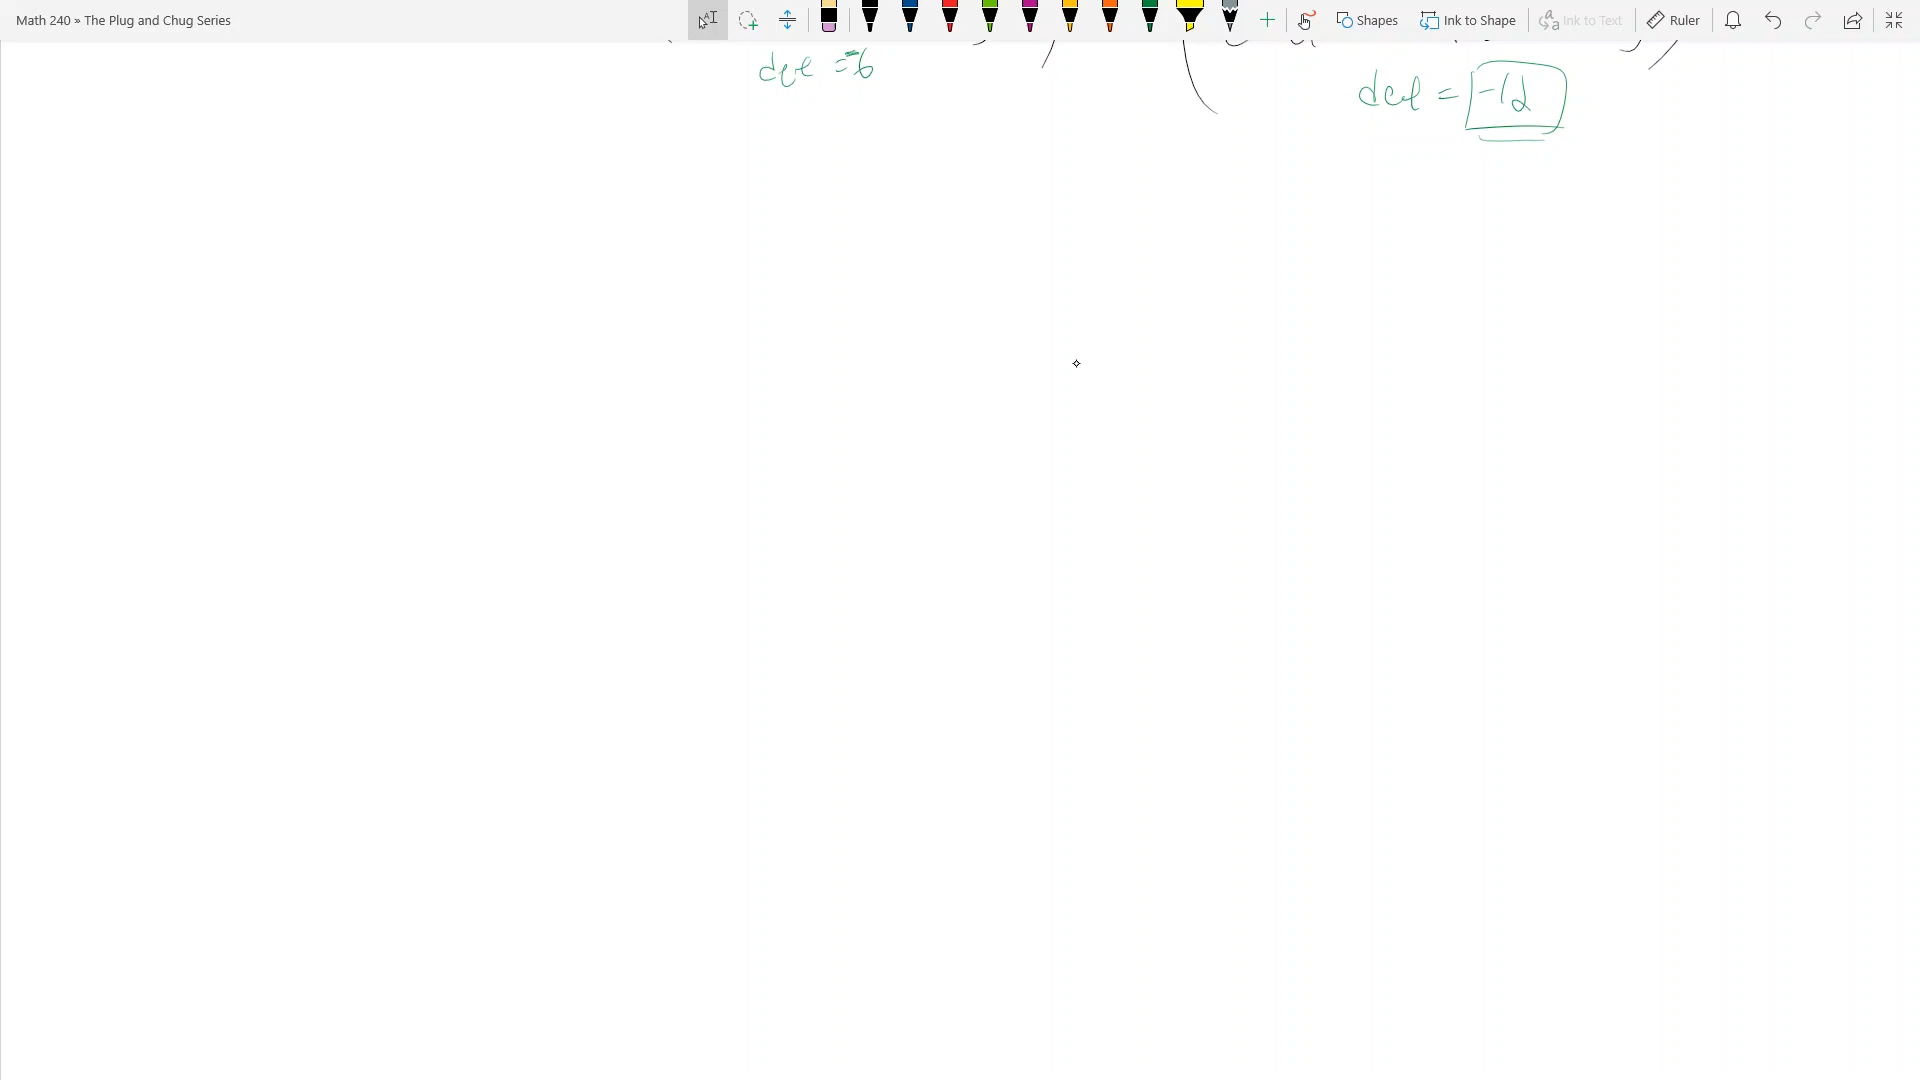 Math 240 » The Plug and Chug Series
Shapes
Ink to Shape
Ink to Text
Ruler
det = -6
det = -12